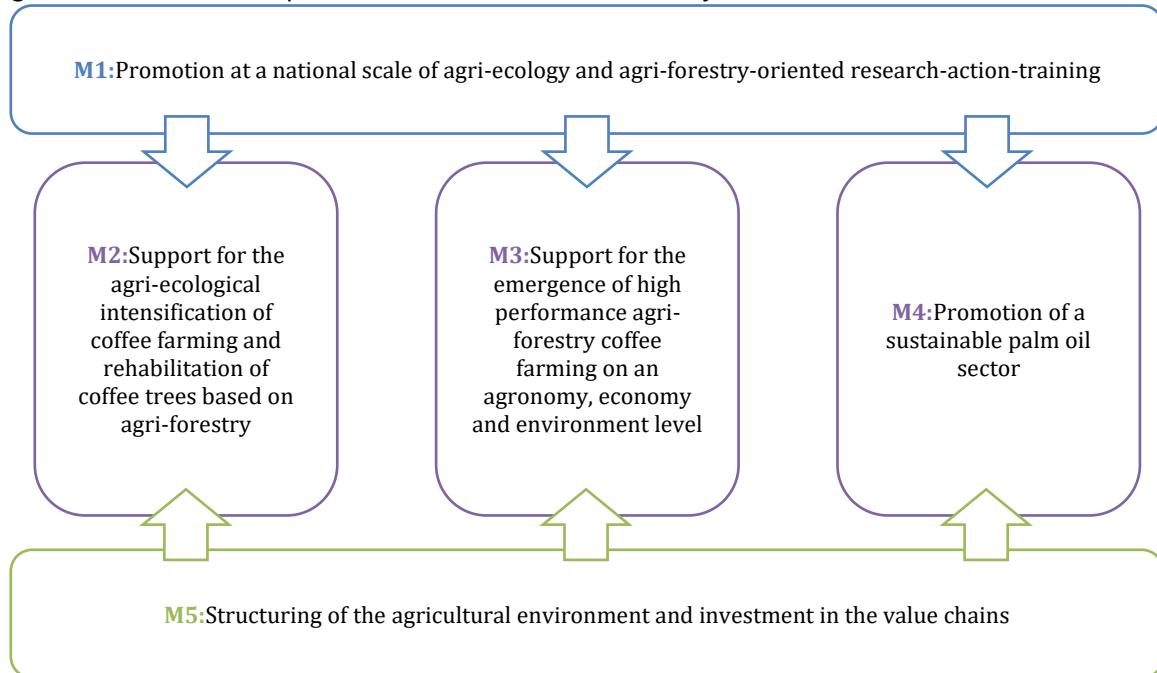 M1:Promotion at a national scale of agri-ecology and agri-forestry-oriented research-action-training
M2:Support for the
agri-ecological
intensification of
coffee farming and
rehabilitation of
coffee trees based on
agri-forestry
M3:Support for the
emergence of high
performance agri-
forestry coffee
farming on an
agronomy, economy
and environment level
M4:Promotion of a
sustainable palm oil
sector
M5:Structuring of the agricultural environment and investment in the value chains